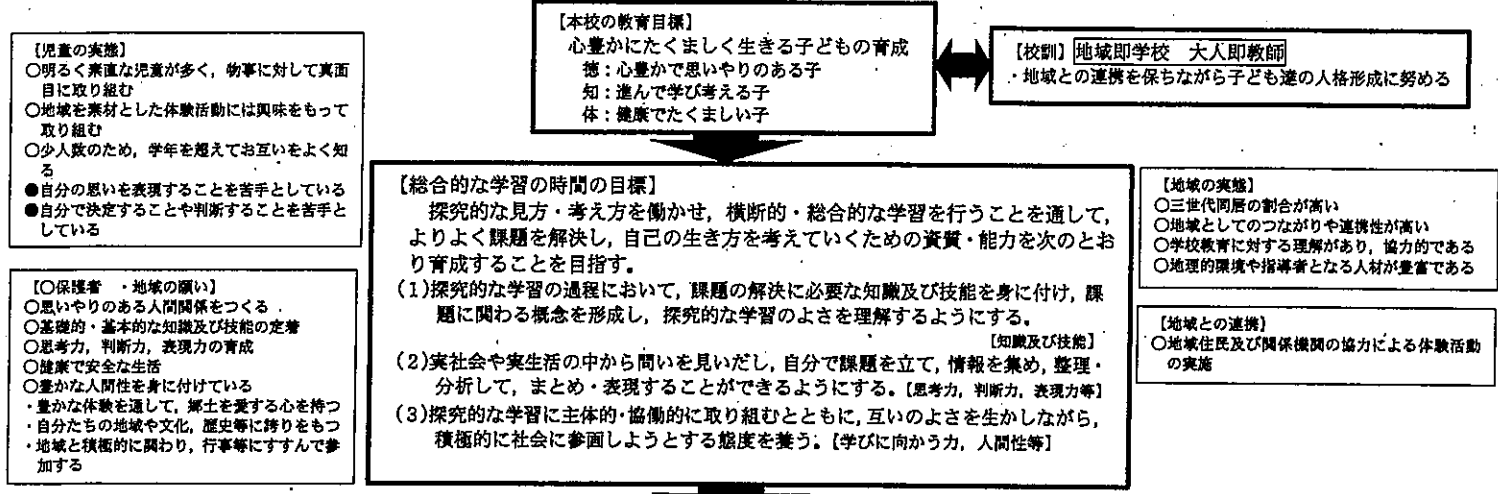 【本校の教育目標】
心豊かにたくましく生きる子どもの育成
徳：心豊かで思いやりのある子
知：進んで学び考える子
体：健康でたくましい子
【校訓】地域即学校　大人即教師
・地域との連携を保ちながら子ども達の人格形成に努める
【児童の実態】
○明るく素直な児童が多く，物事に対して真面
目に取り組む
○地域を素材とした体験活動には興味をもって
取り組む
○少人数のため，学年を超えてお互いをよく知
る
●自分の思いを表現することを苦手としている
●自分で決定することや判断することを苦手と
している
【○保護者　・地域の願い】
○思いやりのある人間関係をつくる
○基礎的・基本的な知識及び技能の定着
○思考力，判断力，表現力の育成
○健康で安全な生活
○豊かな人間性を身に付けている
・豊かな体験を通して，郷土を愛する心を持つ
・自分たちの地域や文化，歴史等に誇りをもつ
・地域と積極的に関わり，行事等にすすんで参
加する
【総合的な学習の時間の目標】
探究的な見方・考え方を働かせ，横断的・総合的な学習を行うことを通して，
よりよく課題を解決し，自己の生き方を考えていくための資質・能力を次のとお
り育成することを目指す。
(1)探究的な学習の過程において，課題の解決に必要な知識及び技能を身に付け，課
題に関わる概念を形成し，探究的な学習のよさを理解するようにする。
【知識及び技能】
(2)実社会や実生活の中から問いを見いだし，自分で課題を立て，情報を集め，整理・
分析して，まとめ・表現することができるようにする。【思考力，判断力，表現力等】
(3)探究的な学習に主体的・協働的に取り組むとともに，互いのよさを生かしながら，
積極的に社会に参画しようとする態度を養う。【学びに向かう力，人間性等】
【地域の実態】
○三世代同居の割合が高い
○地域としてのつながりや連携性が高い
○学校教育に対する理解があり，協力的である
○地理的環境や指導者となる人材が豊富である
【地域との連携】
○地域住民及び関係機関の協力による体験活動
の実施